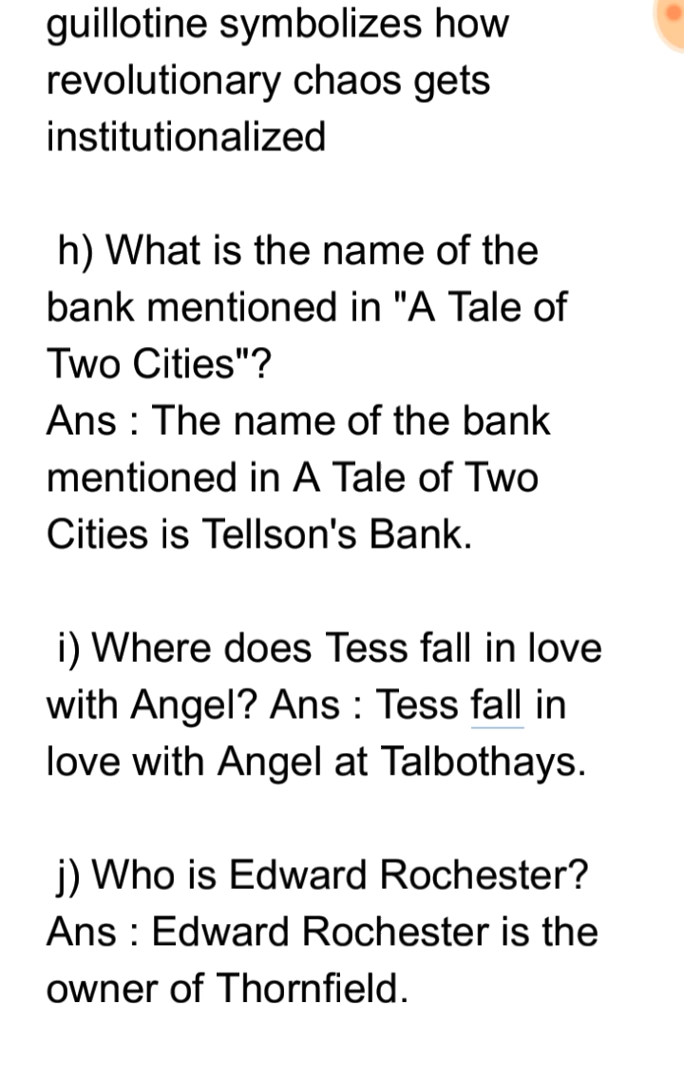 guillotine symbolizes how
revolutionary chaos gets
institutionalized
h) What is the name of the
bank mentioned in "A Tale of
Two Cities"?
Ans : The name of the bank
mentioned in A Tale of Two
Cities is Tellson's Bank.
i) Where does Tess fall in love
with Angel? Ans : Tess fall in
love with Angel at Talbothays.
j) Who is Edward Rochester?
Ans : Edward Rochester is the
owner of Thornfield.